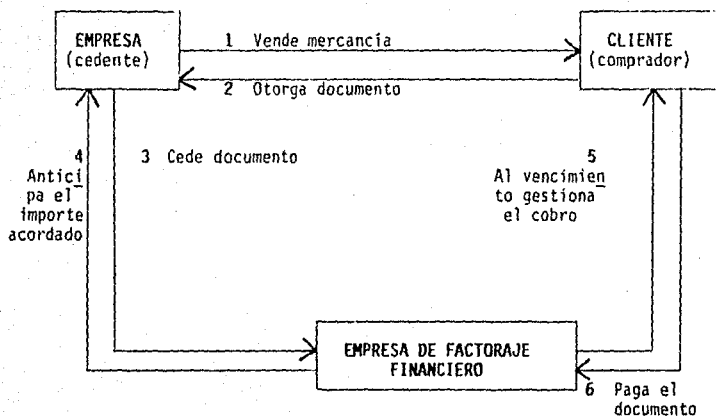 EMPRESA
(cedente)
1 Vende mercancía
CLIENTE
(comprador)
2 Otorga documento
4
Antici
pa el
importe
acordado
3 Cede documento
5
Al vencimien
to gestiona
el cobro
EMPRESA DE FACTORAJE
FINANCIERO
6 Paga el
documento